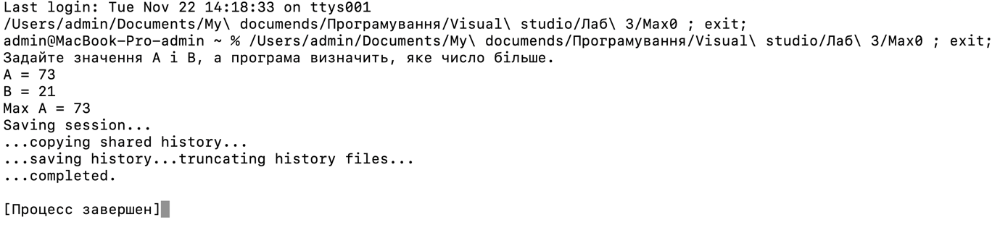 Last login: Tue Nov 22 14:18:33 on ttys001
/Users/admin/Documents/My\ documends/Програмування/Visual\ studio/Лаб\ 3/Max0 ; exit;
admin@MacBook-Pro-admin ~ % /Users/admin/Documents/My\ documends/Програмування/Visual\ studio/Лаб\ 3/Max0 ; exit;
Задайте значення А і В, а програма визначить, яке число більше.
A = 73
B = 21
Max A = 73
Saving session...
...copying shared history...
...saving history...truncating history files...
...completed.
[Процесс завершен]